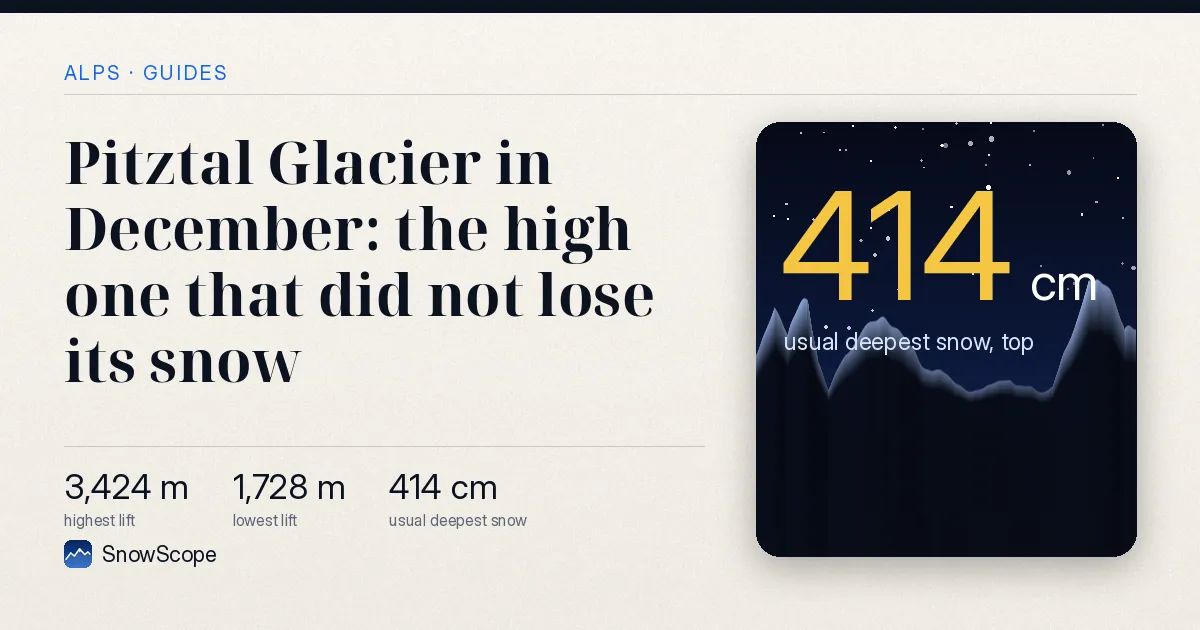 ALPS · GUIDES
Pitztal Glacier in
December: the high
one that did not lose
its snow
3,424 m
highest lift
1,728 m
lowest lift
414 cm
usual deepest snow
SnowScope
414 cm
usual deepest snow, top